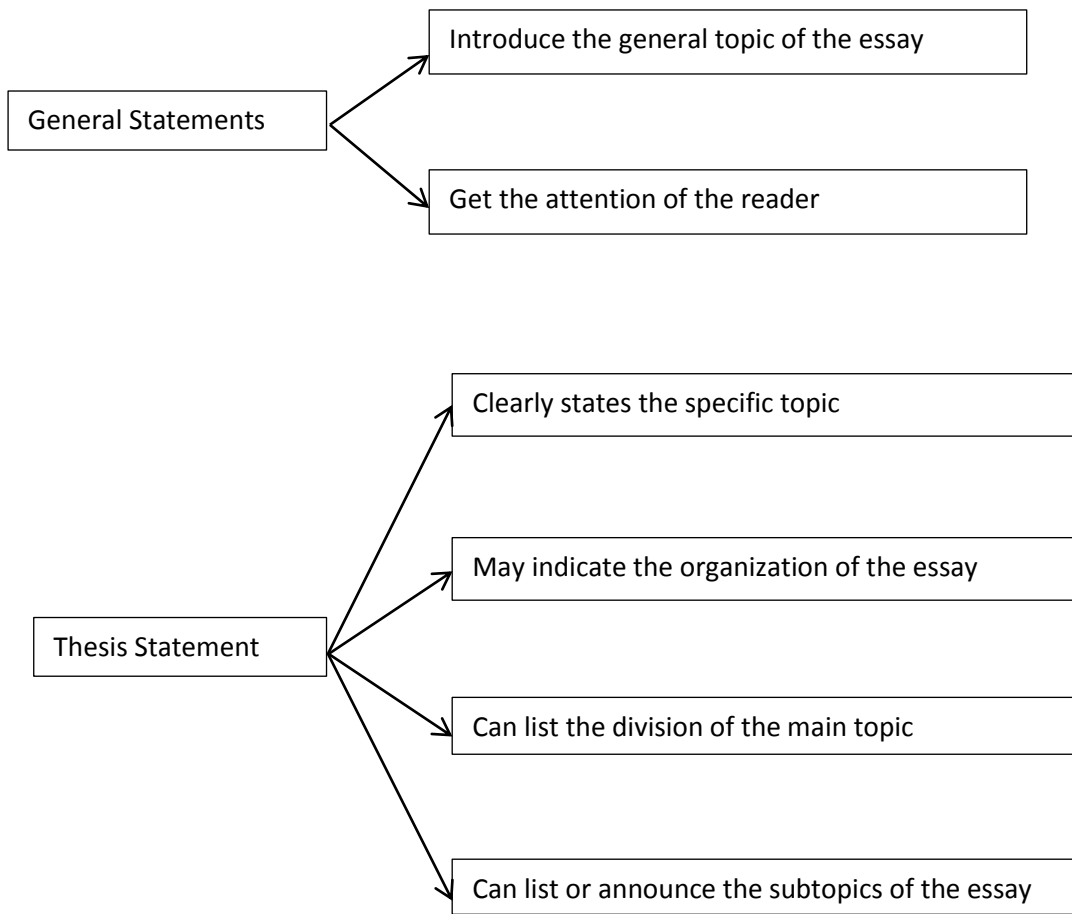 Introduce the general topic of the essay
General Statements
Get the attention of the reader
Clearly states the specific topic
May indicate the organization of the essay
Thesis Statement
Can list the division of the main topic
Can list or announce the subtopics of the essay